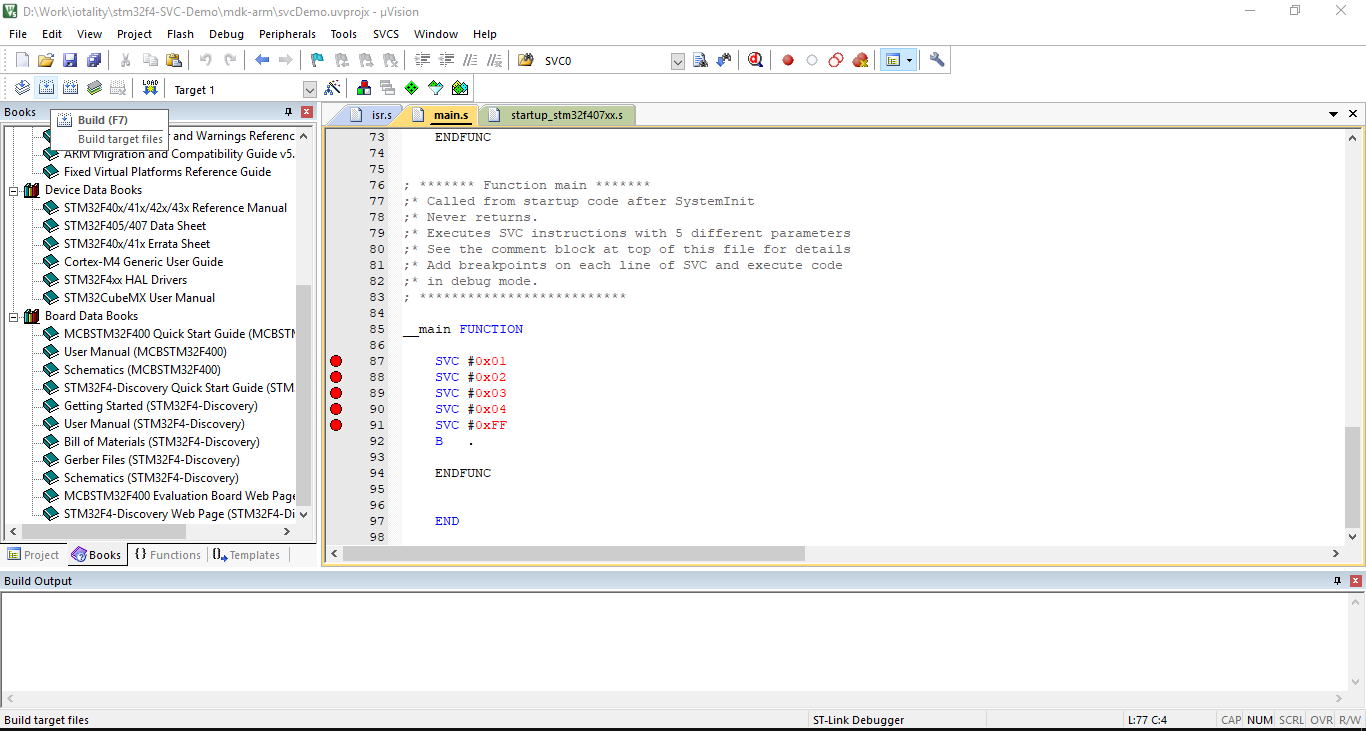 D:\Work\iotality\stm32f4-SVC-Demo\mdk-arm\svcDemo.uvprojx - µVision
File Edit View Project Flash Debug Peripherals Tools SVCS Window Help
SVC0
LOAD
Target 1
Books
Build (F7)
Build target files
and Warnings Referenc
ARM Migration and Compatibility Guide v5.
Fixed Virtual Platforms Reference Guide
Device Data Books
STM32F40x/41x/42x/43x Reference Manual
STM32F405/407 Data Sheet
STM32F40x/41x Errata Sheet
Cortex-M4 Generic User Guide
STM32F4xx HAL Drivers
STM32CubeMX User Manual
Board Data Books
MCBSTM32F400 Quick Start Guide (MCBSTM
User Manual (MCBSTM32F400)
Schematics (MCBSTM32F400)
STM32F4-Discovery Quick Start Guide (STM.
Getting Started (STM32F4-Discovery)
User Manual (STM32F4-Discovery)
Bill of Materials (STM32F4-Discovery)
Gerber Files (STM32F4-Discovery)
Schematics (STM32F4-Discovery)
MCBSTM32F400 Evaluation Board Web Page
STM32F4-Discovery Web Page (STM32F4-Di
Project Books {} Functions Templates
isr.s main.s startup_stm32f407xx.s
73 ENDFUNC
74
75
76 ; ******* Function main *******
77 ;* Called from startup code after SystemInit
78 ;* Never returns.
79 ;* Executes SVC instructions with 5 different parameters
80 ;* See the comment block at top of this file for details
81 ;* Add breakpoints on each line of SVC and execute code
82 ;* in debug mode.
83 ; **************************
84
85 __main FUNCTION
86
87 SVC #0x01
88 SVC #0x02
89 SVC #0x03
90 SVC #0x04
91 SVC #0xFF
92 B .
93
94 ENDFUNC
95
96
97 END
98
Build Output
Build target files ST-Link Debugger L:77 C:4 CAP NUM SCRL OVR R/W